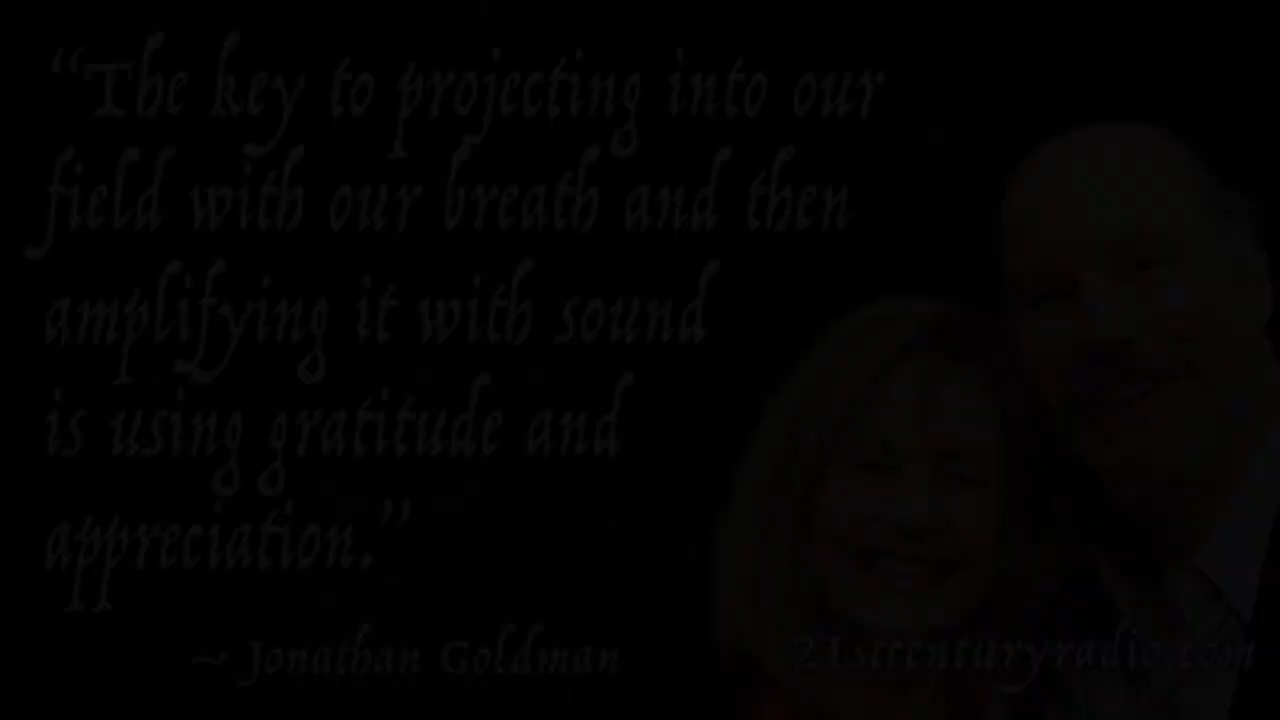 “The key to projecting into our
field with our breath and then
amplifying it with sound
is using gratitude and
appreciation.”
~ Jonathan Goldman
21stcenturyradio.com